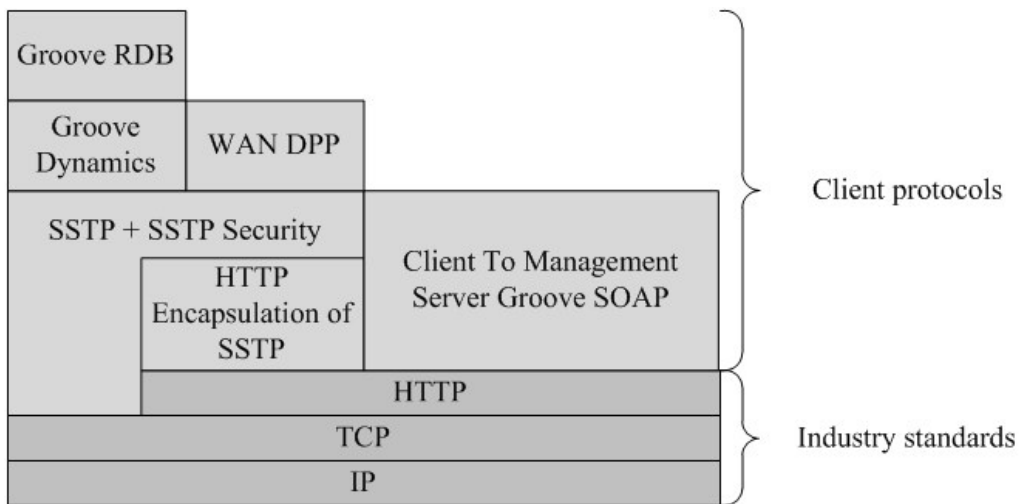 Groove RDB
Groove
Dynamics
WAN DPP
SSTP + SSTP Security
HTTP
Encapsulation of
SSTP
Client To Management
Server Groove SOAP
HTTP
TCP
IP
Client protocols
Industry standards